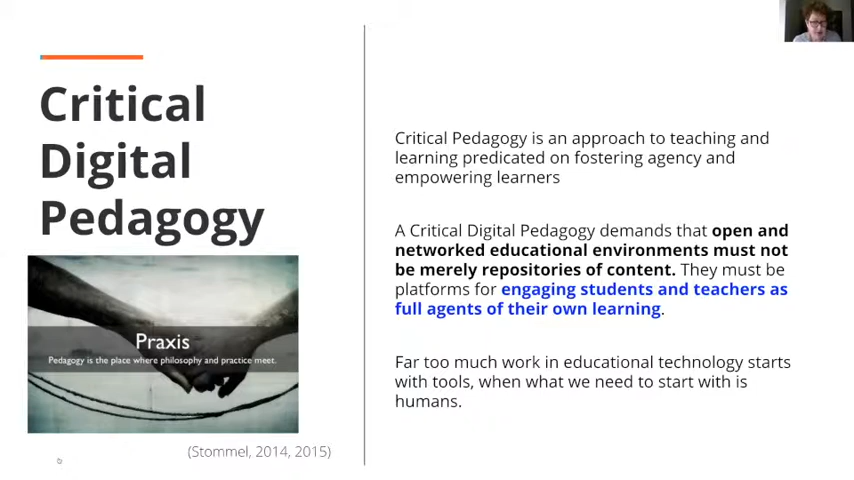 Critical
Digital
Pedagogy
Praxis
Pedagogy is the place where philosophy and practice meet.
(Stommel, 2014, 2015)
Critical Pedagogy is an approach to teaching and
learning predicated on fostering agency and
empowering learners
A Critical Digital Pedagogy demands that open and
networked educational environments must not
be merely repositories of content. They must be
platforms for engaging students and teachers as
full agents of their own learning.
Far too much work in educational technology starts
with tools, when what we need to start with is
humans.